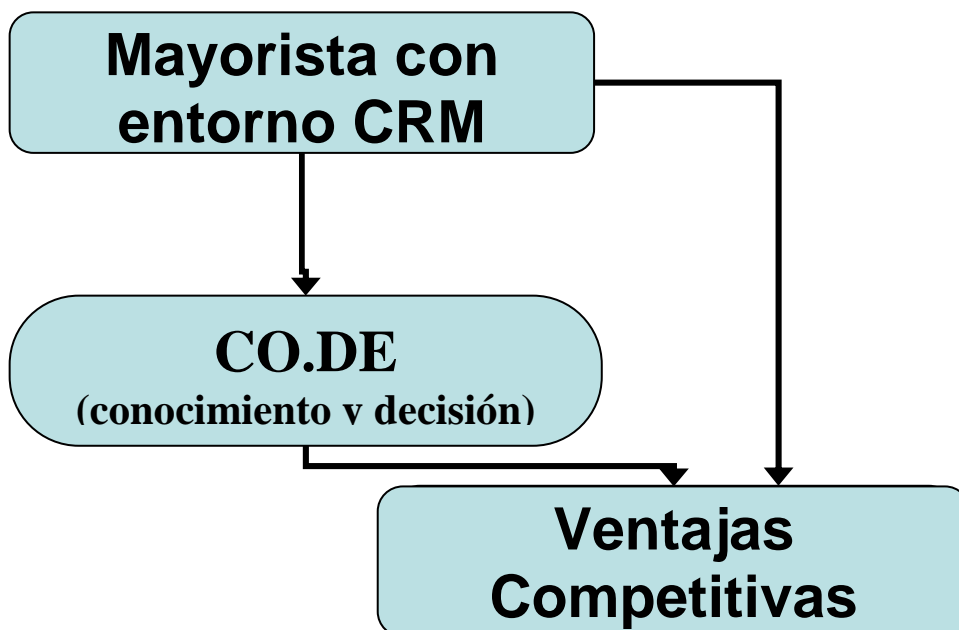 Mayorista con
entorno CRM
CO.DE
(conocimiento y decisión)
Ventajas
Competitivas